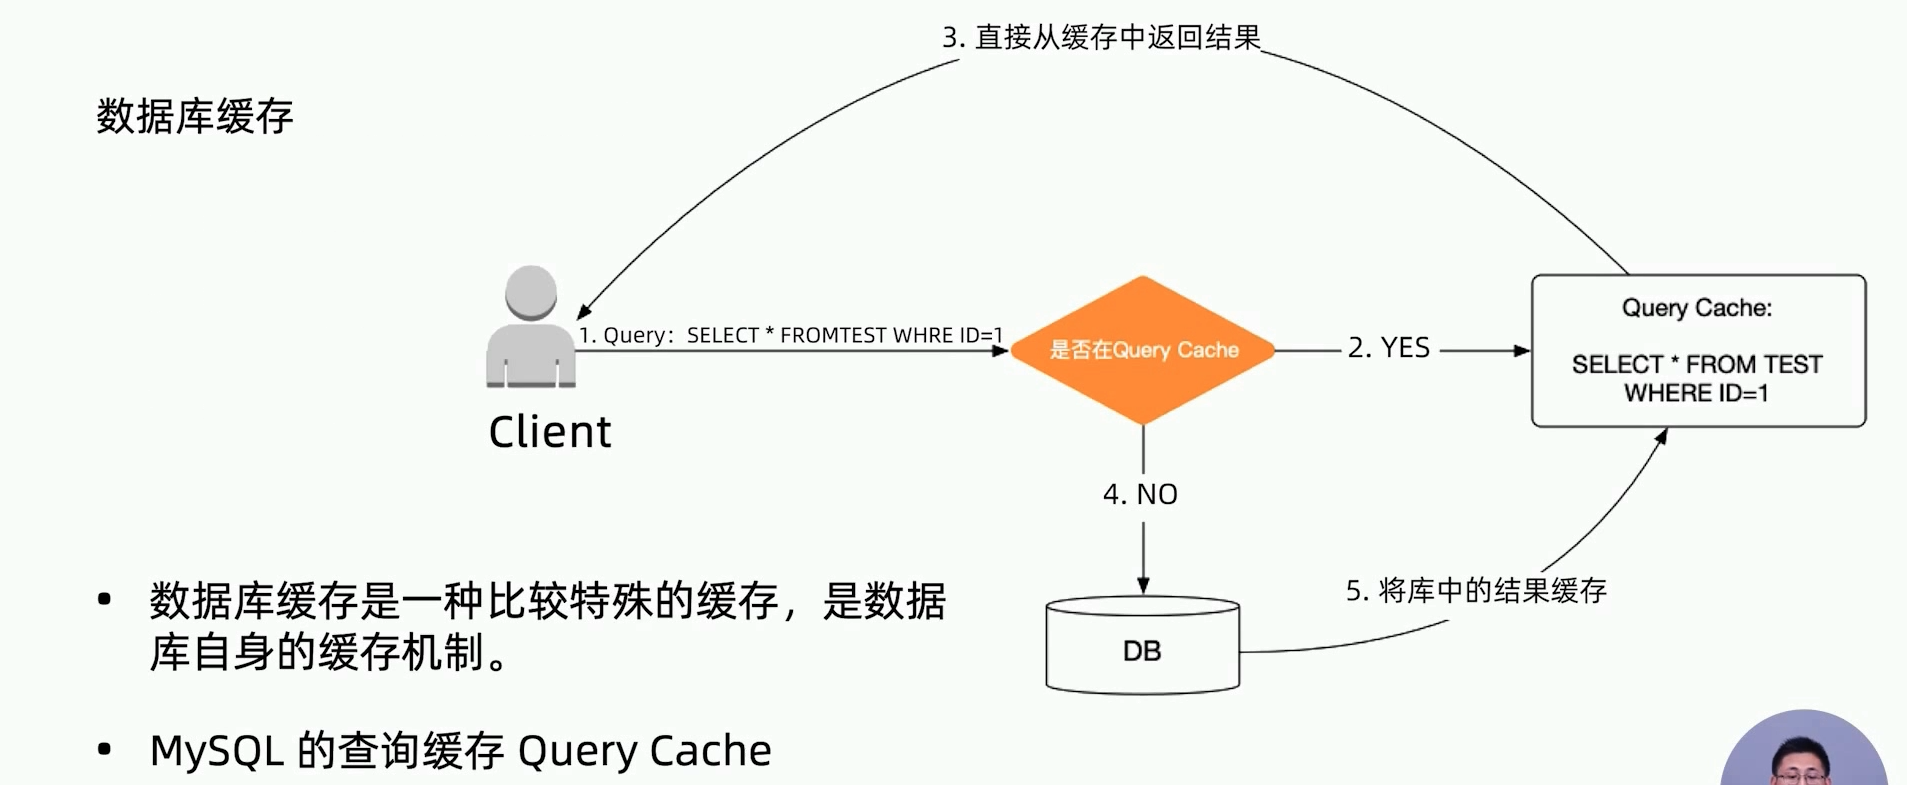 3. 直接从缓存中返回结果
数据库缓存
1. Query：SELECT * FROMTEST WHRE ID=1
是否在Query Cache
2. YES
Query Cache:
SELECT * FROM TEST
WHERE ID=1
Client
4. NO
5. 将库中的结果缓存
DB
• 数据库缓存是一种比较特殊的缓存，是数据
库自身的缓存机制。
• MySQL 的查询缓存 Query Cache